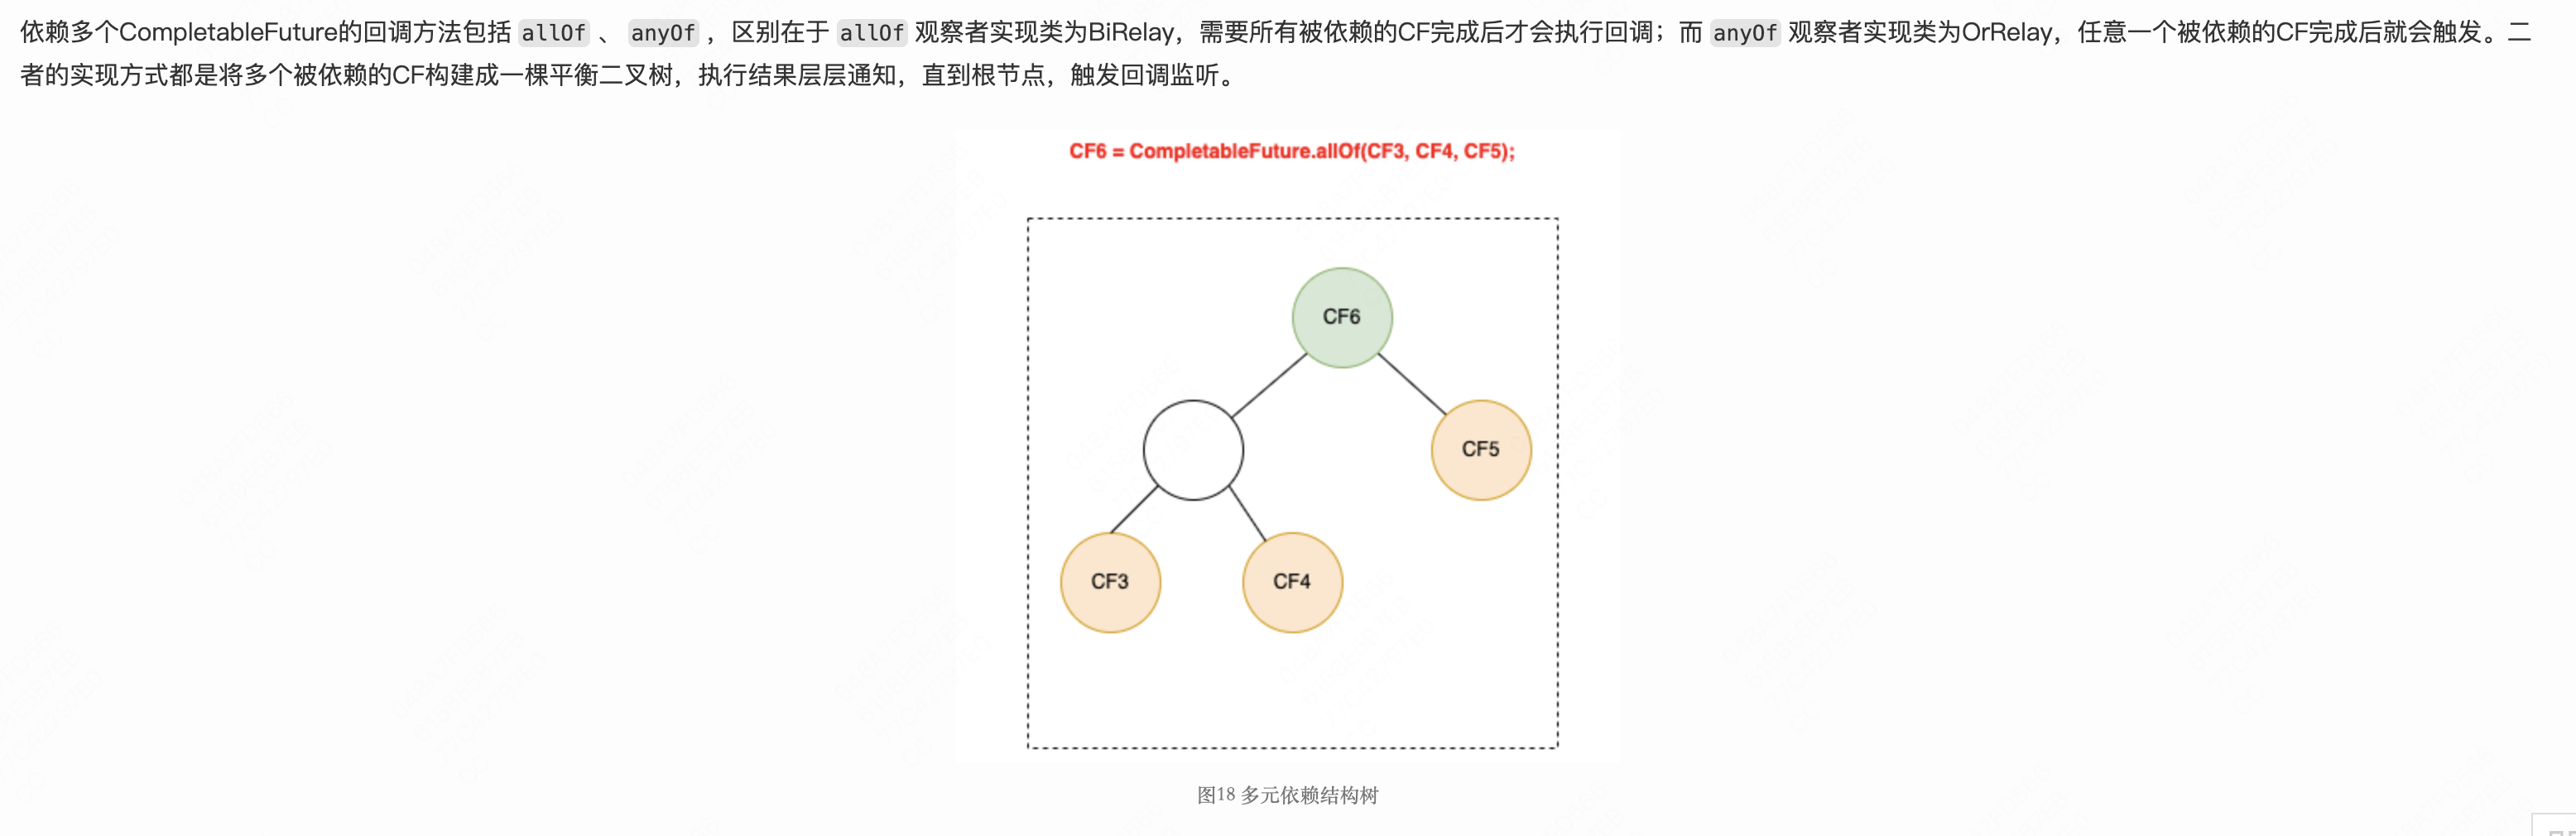 依赖多个CompletableFuture的回调方法包括 allOf 、 anyOf ，区别在于 allOf 观察者实现类为BiRelay，需要所有被依赖的CF完成后才会执行回调；而 anyOf 观察者实现类为OrRelay，任意一个被依赖的CF完成后就会触发。二
者的实现方式都是将多个被依赖的CF构建成一棵平衡二叉树，执行结果层层通知，直到根节点，触发回调监听。
CF6 = CompletableFuture.allOf(CF3, CF4, CF5);
CF6
CF5
CF3
CF4
图18 多元依赖结构树